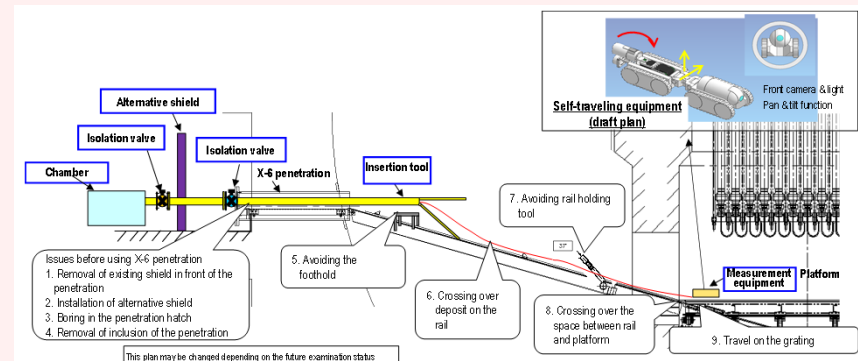 Front camera & light
Pan & tilt function
Self-traveling equipment
(draft plan)
Alternative shield
Isolation valve
Isolation valve
Chamber
X-6 penetration
Insertion tool
7. Avoiding rail holding
tool
Issues before using X-6 penetration
1. Removal of existing shield in front of the
penetration
2. Installation of alternative shield
3. Boring in the penetration hatch
4. Removal of inclusion of the penetration
5. Avoiding the
foothold
6. Crossing over
deposit on the
rail
Measurement
equipment
Platform
8. Crossing over the
space between rail
and platform
9. Travel on the grating
This plan may be changed depending on the future examination status